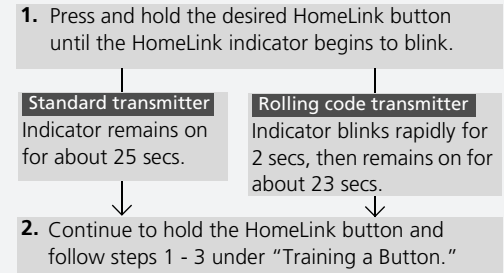 1. Press and hold the desired HomeLink button
until the HomeLink indicator begins to blink.
Standard transmitter
Indicator remains on
for about 25 secs.
Rolling code transmitter
Indicator blinks rapidly for
2 secs, then remains on for
about 23 secs.
2. Continue to hold the HomeLink button and
follow steps 1 - 3 under “Training a Button.”